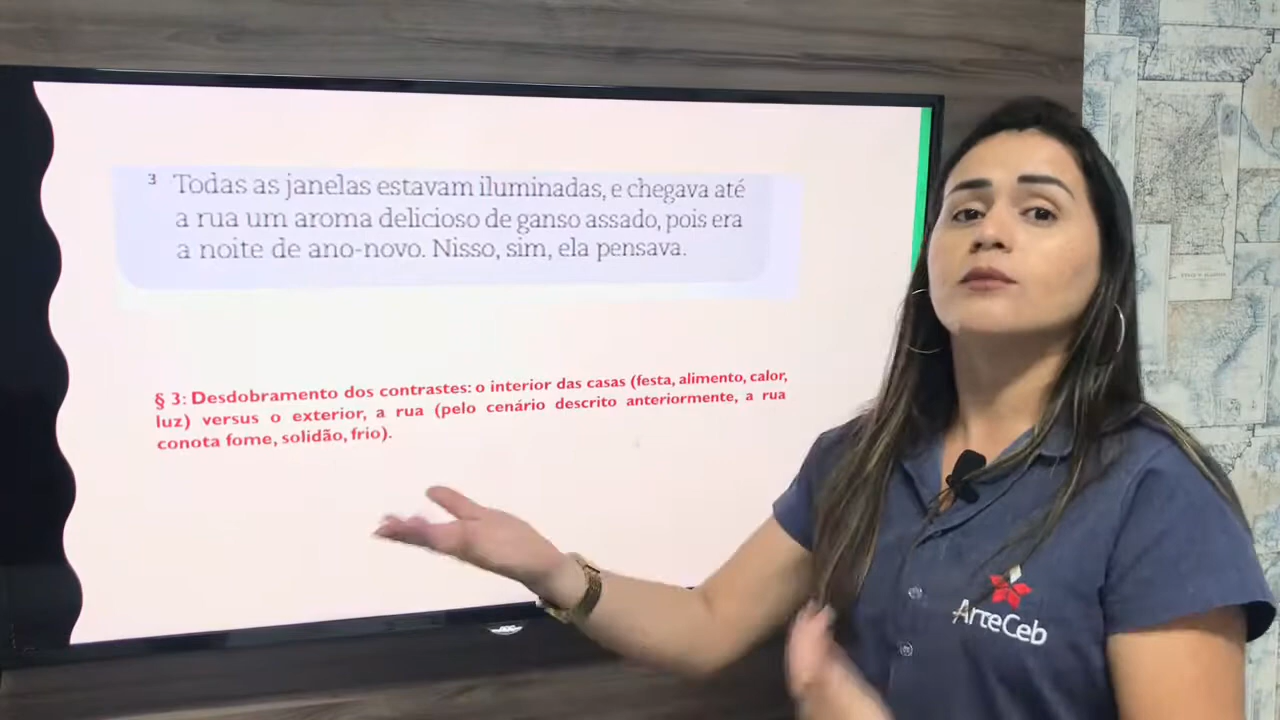 3 Todas as janelas estavam iluminadas, e chegava até
a rua um aroma delicioso de ganso assado, pois era
a noite de ano-novo. Nisso, sim, ela pensava.
§ 3: Desdobramento dos contrastes: o interior das casas (festa, alimento, calor,
luz) versus o exterior, a rua (pelo cenário descrito anteriormente, a rua
conota fome, solidão, frio).
AOC
ArteCeb